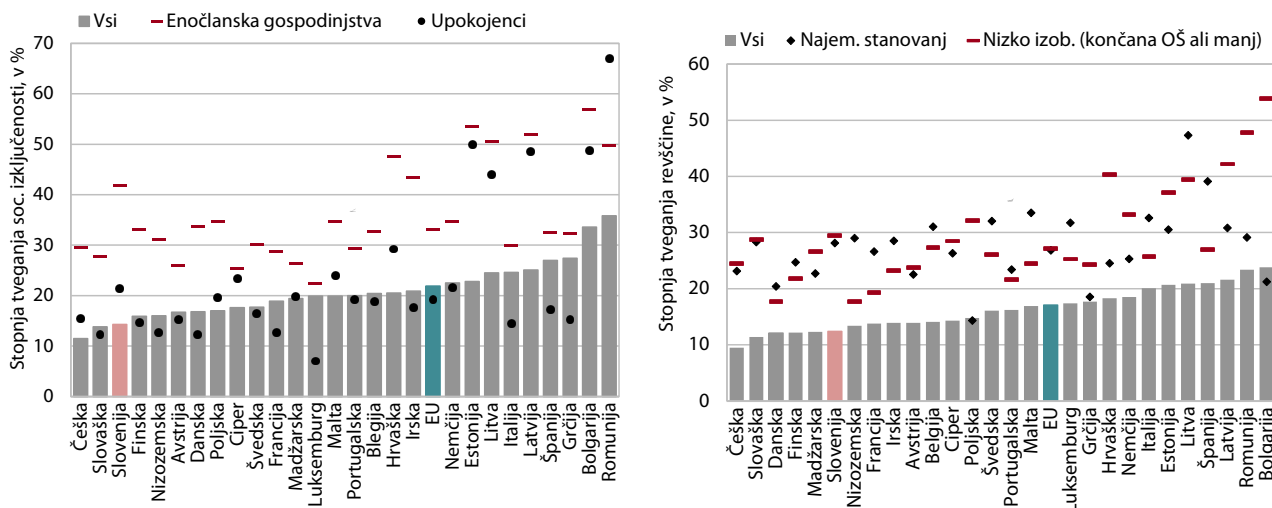 Vsi Enočlanska gospodinjstva Upokojenci
Stopnja tveganja soc. izključenosti, v %
70
60
50
40
30
20
10
0
Češka
Slovaška
Slovenija
Finska
Nizozemska
Avstrija
Danska
Poljska
Ciper
Švedska
Francija
Madžarska
Luksemburg
Malta
Portugalska
Blegija
Hrvaška
Irska
EU
Nemčija
Estonija
Litva
Italija
Latvija
Španija
Grčija
Bolgarija
Romunija
Vsi Najem. stanovanj Nizko izob. (končana OŠ ali manj)
Stopnja tveganja revščine, v %
60
50
40
30
20
10
0
Češka
Slovaška
Danska
Finska
Madžarska
Slovenija
Nizozemska
Francija
Irska
Avstrija
Belgija
Ciper
Poljska
Švedska
Portugalska
Malta
EU
Luksemburg
Grčija
Hrvaška
Nemčija
Italija
Estonija
Litva
Španija
Latvija
Romunija
Bolgarija